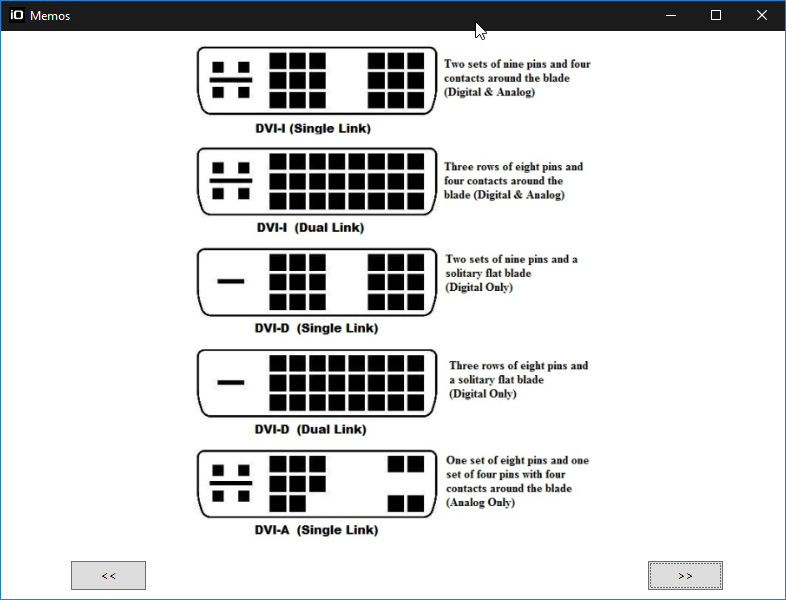 iO Memos
Two sets of nine pins and four
contacts around the blade
(Digital & Analog)
DVI-I (Single Link)
Three rows of eight pins and
four contacts around the
blade (Digital & Analog)
DVI-I (Dual Link)
Two sets of nine pins and a
solitary flat blade
(Digital Only)
DVI-D (Single Link)
Three rows of eight pins and
a solitary flat blade
(Digital Only)
DVI-D (Dual Link)
One set of eight pins and one
set of four pins with four
contacts around the blade
(Analog Only)
DVI-A (Single Link)
<< >>